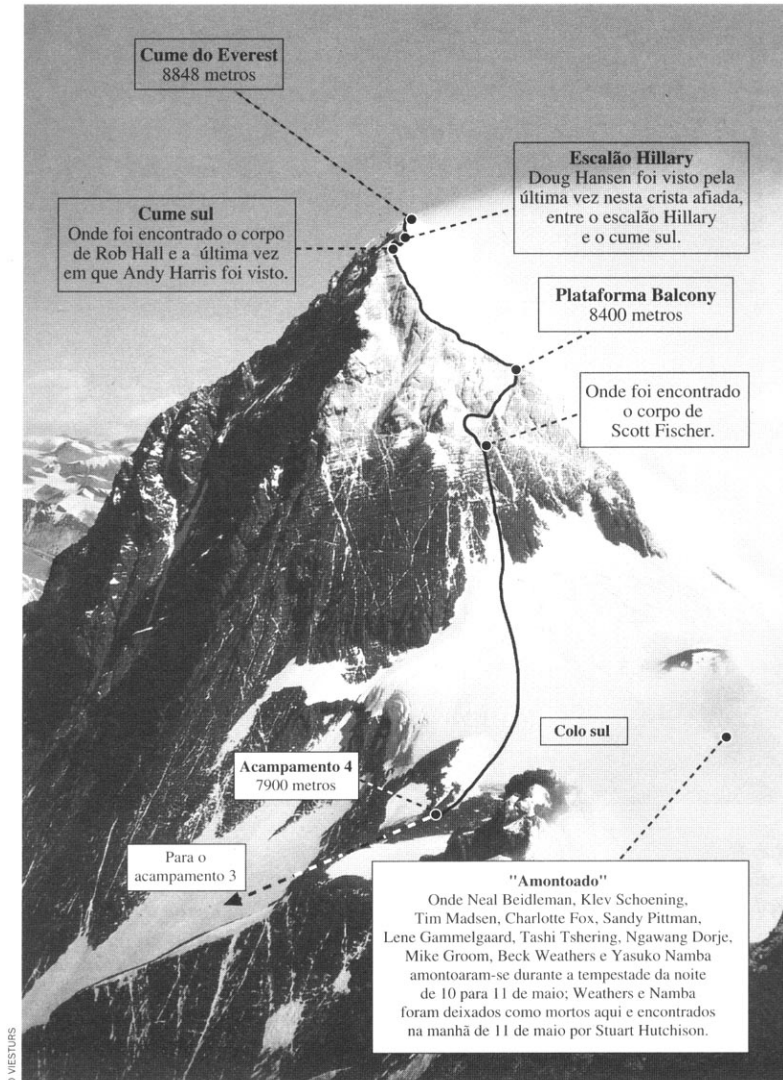 Cume do Everest
8848 metros
Escalão Hillary
Doug Hansen foi visto pela
última vez nesta crista afiada,
entre o escalão Hillary
e o cume sul.
Cume sul
Onde foi encontrado o corpo
de Rob Hall e a última vez
em que Andy Harris foi visto.
Plataforma Balcony
8400 metros
Onde foi encontrado
o corpo de
Scott Fischer.
Colo sul
Acampamento 4
7900 metros
Para o
acampamento 3
"Amontoado"
Onde Neal Beidleman, Klev Schoening,
Tim Madsen, Charlotte Fox, Sandy Pittman,
Lene Gammelgaard, Tashi Tshering, Ngawang Dorje,
Mike Groom, Beck Weathers e Yasuko Namba
amontoaram-se durante a tempestade da noite
de 10 para 11 de maio; Weathers e Namba
foram deixados como mortos aqui e encontrados
na manhã de 11 de maio por Stuart Hutchison.
VIESTURS